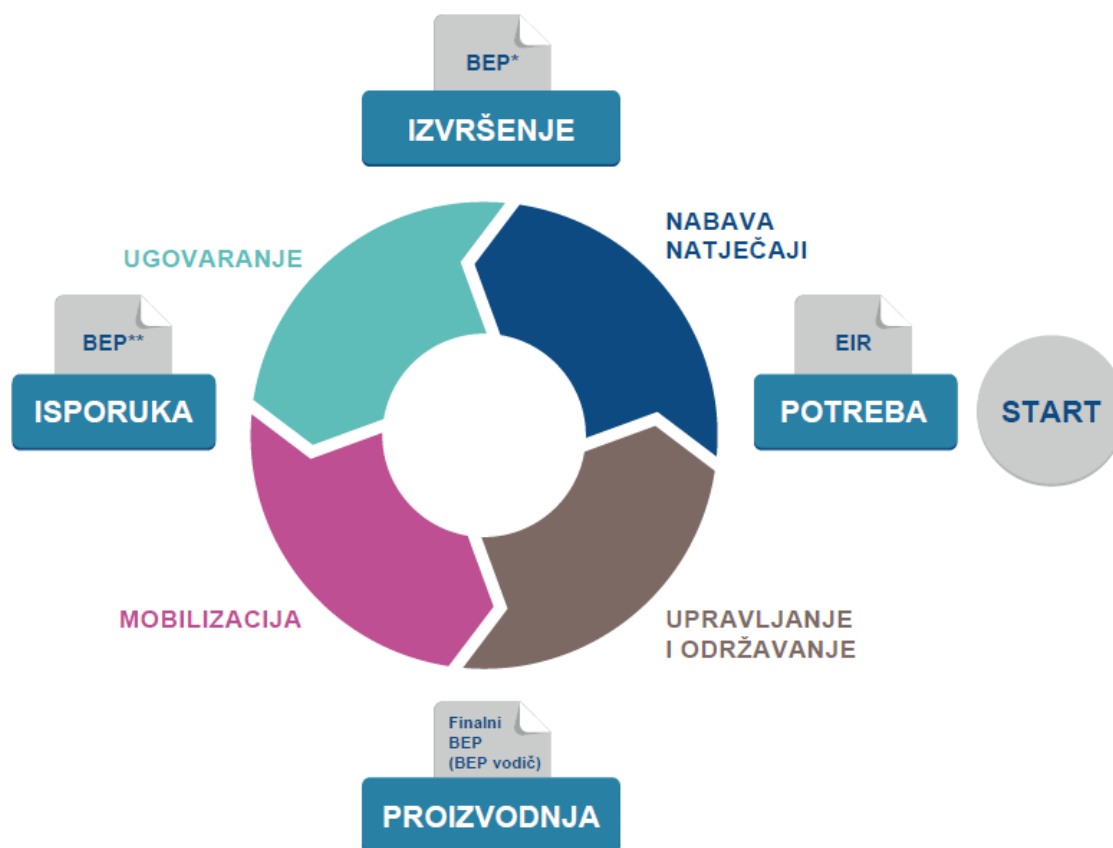 BEP*
IZVRŠENJE
UGOVARANJE
NABAVA
NATJEČAJI
BEP**
ISPORUKA
EIR
POTREBA
START
MOBILIZACIJA
UPRAVLJANJE
I ODRŽAVANJE
Finalni
BEP
(BEP vodič)
PROIZVODNJA